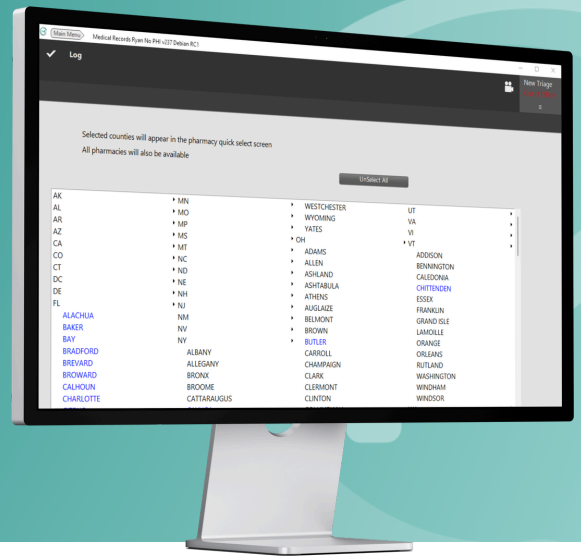 Main Menu
Medical Records Ryan No PHI v237 Debian RC1
Log
New Triage
Selected counties will appear in the pharmacy quick select screen
All pharmacies will also be available
U=Select All
AK
AL
AR
AZ
CA
CO
CT
DC
DE
FL
ALACHUA
BAKER
BAY
BRADFORD
BREVARD
BROWARD
CALHOUN
CHARLOTTE
MN
MO
MP
MS
MT
NC
ND
NE
NH
NJ
NM
NV
NY
ALBANY
ALLEGANY
BRONX
BROOME
CATTARAUGUS
WESTCHESTER
WYOMING
YATES
OH
ADAMS
ALLEN
ASHLAND
ASHTABULA
ATHENS
AUGLAIZE
BELMONT
BROWN
BUTLER
CARROLL
CHAMPAIGN
CLARK
CLERMONT
CLINTON
UT
VA
VI
VT
ADDISON
BENNINGTON
CALEDONIA
CHITTENDEN
ESSEX
FRANKLIN
GRAND ISLE
LAMOILLE
ORANGE
ORLEANS
RUTLAND
WASHINGTON
WINDHAM
WINDSOR